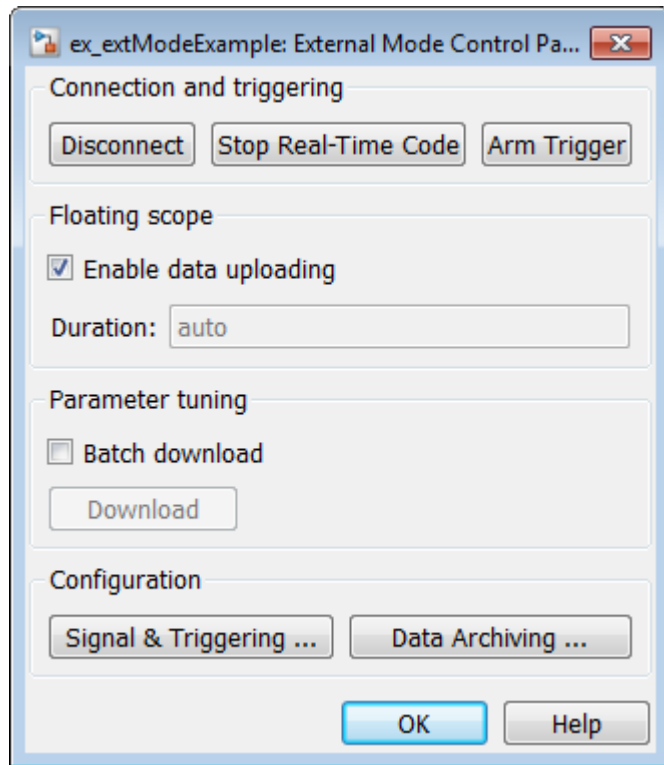 ex_extModeExample: External Mode Control Pa...
Connection and triggering
Disconnect Stop Real-Time Code Arm Trigger
Floating scope
Enable data uploading
Duration: auto
Parameter tuning
Batch download
Download
Configuration
Signal & Triggering ... Data Archiving ...
OK Help